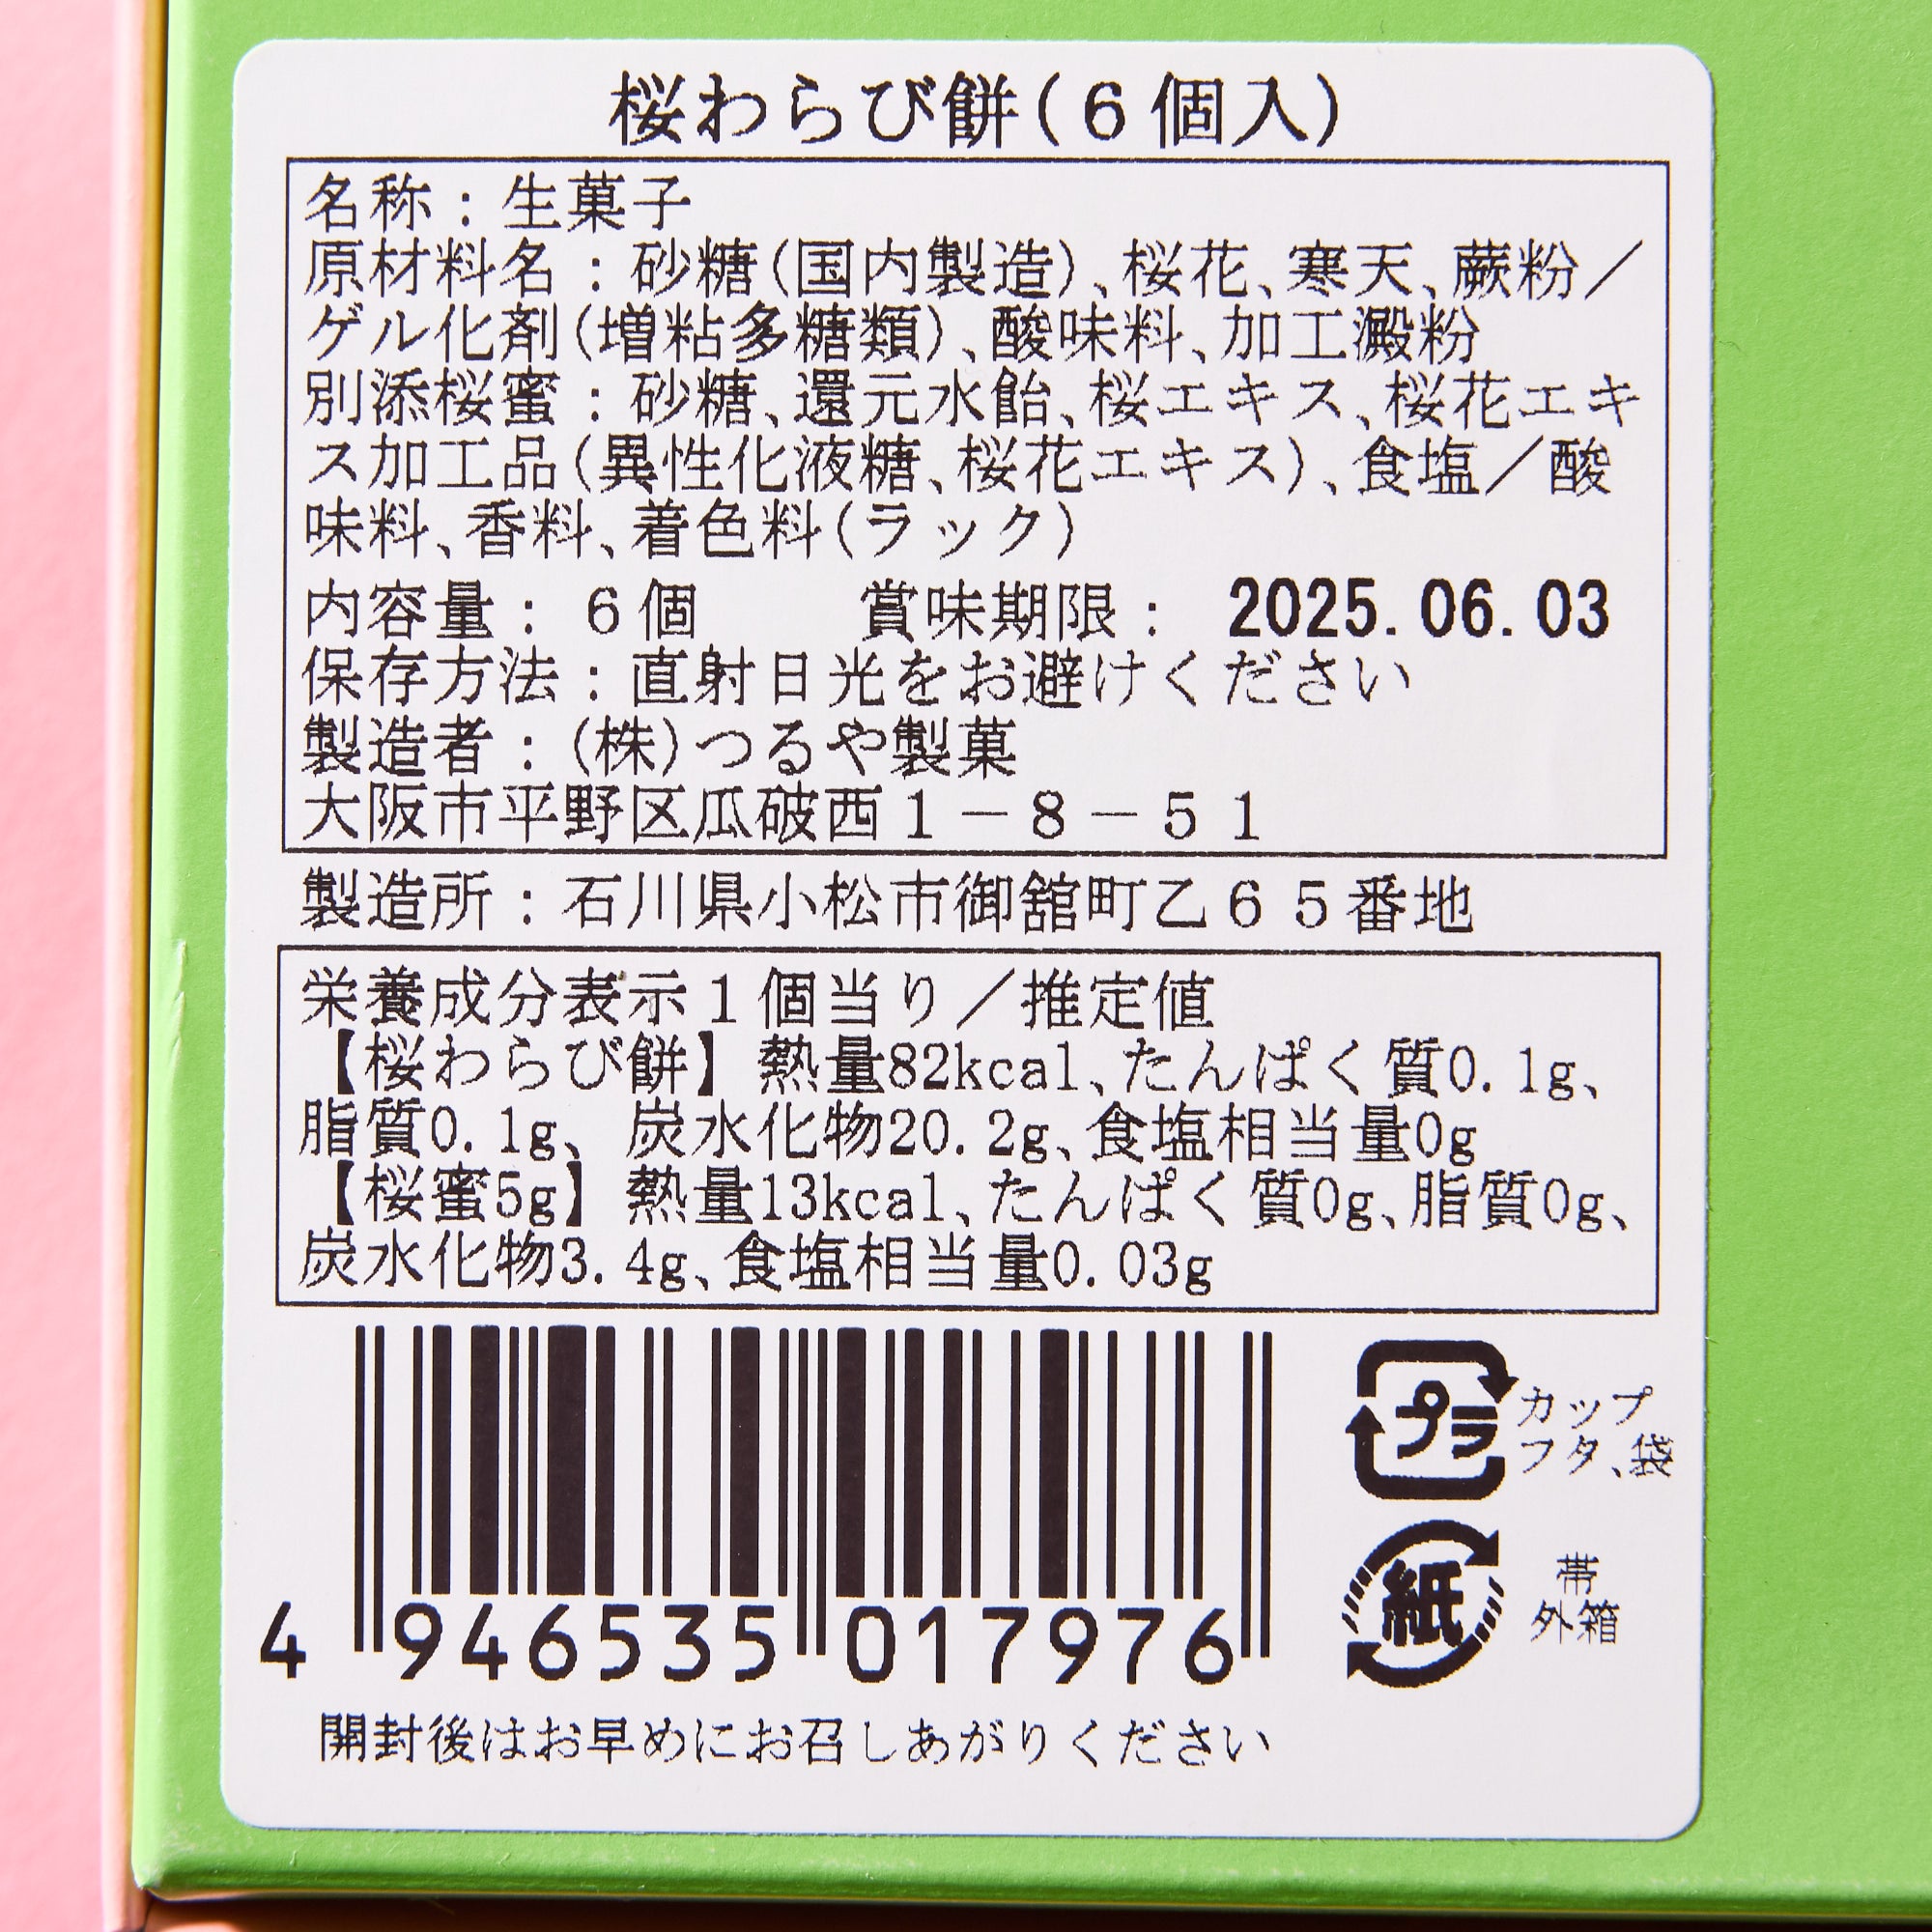 桜わらび餅(6個入)
名称：生菓子
原材料名：砂糖(国内製造)、桜花、寒天、蕨粉／
ゲル化剤(増粘多糖類)、酸味料、加工澱粉
別添桜蜜：砂糖、還元水飴、桜エキス、桜花エキ
ス加工品(異性化液糖、桜花エキス)、食塩／酸
味料、香料、着色料(ラック)
内容量：6個　賞味期限：2025.06.03
保存方法：直射日光をお避けください
製造者：(株)つるや製菓
大阪市平野区瓜破西1－8－51
製造所：石川県小松市御舘町乙65番地
栄養成分表示1個当り／推定値
【桜わらび餅】熱量82kcal、たんぱく質0.1g、
脂質0.1g、炭水化物20.2g、食塩相当量0g
【桜蜜5g】熱量13kcal、たんぱく質0g、脂質0g、
炭水化物3.4g、食塩相当量0.03g
プラ カップ
フタ、袋
紙 帯
外箱
4 946535 017976
開封後はお早めにお召しあがりください